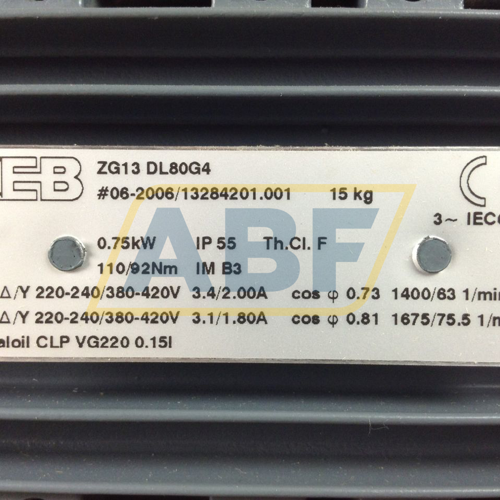 EB
ZG13 DL80G4
#06-2006/13284201.001 15 kg
3~ IEC6
0.75kW IP 55 Th.Cl. F
110/92Nm IM B3
Δ/Y 220-240/380-420V 3.4/2.00A cos φ 0.73 1400/63 1/min
Δ/Y 220-240/380-420V 3.1/1.80A cos φ 0.81 1675/75.5 1/m
aloil CLP VG220 0.15l
ABF